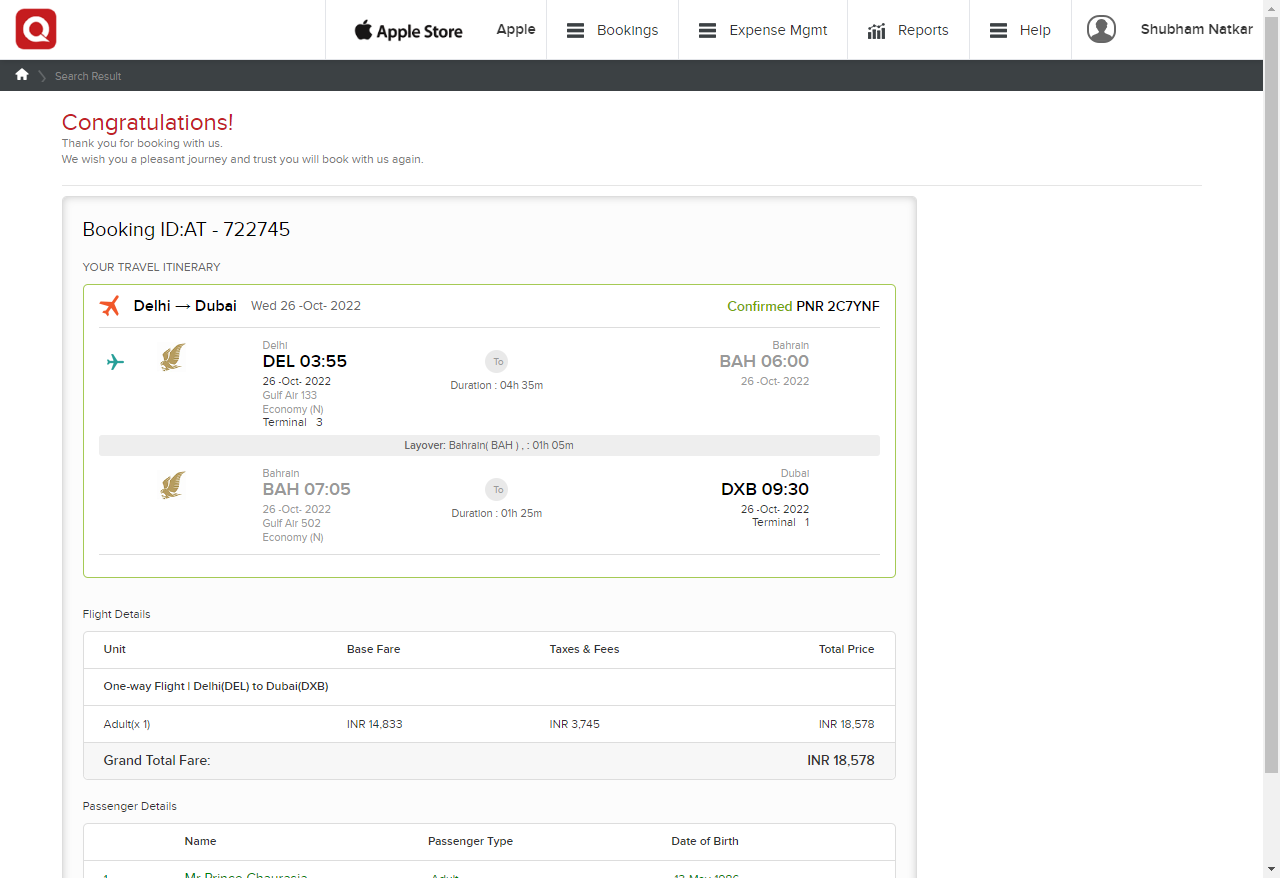 Q
Apple Store
Apple
Bookings
Expense Mgmt
Reports
Help
Shubham Natkar
Search Result
Congratulations!
Thank you for booking with us.
We wish you a pleasant journey and trust you will book with us again.
Booking ID:AT - 722745
YOUR TRAVEL ITINERARY
Delhi → Dubai Wed 26 -Oct- 2022 Confirmed PNR 2C7YNF
Delhi
DEL 03:55
26 -Oct- 2022
Gulf Air 133
Economy (N)
Terminal 3
To
Duration : 04h 35m
Bahrain
BAH 06:00
26 -Oct- 2022
Layover: Bahrain( BAH ) , : 01h 05m
Bahrain
BAH 07:05
26 -Oct- 2022
Gulf Air 502
Economy (N)
To
Duration : 01h 25m
Dubai
DXB 09:30
26 -Oct- 2022
Terminal 1
Flight Details
Unit Base Fare Taxes & Fees Total Price
One-way Flight | Delhi(DEL) to Dubai(DXB)
Adult(x 1) INR 14,833 INR 3,745 INR 18,578
Grand Total Fare: INR 18,578
Passenger Details
Name Passenger Type Date of Birth
1 Mr Prince Chaurasia Adult 13 May 1986